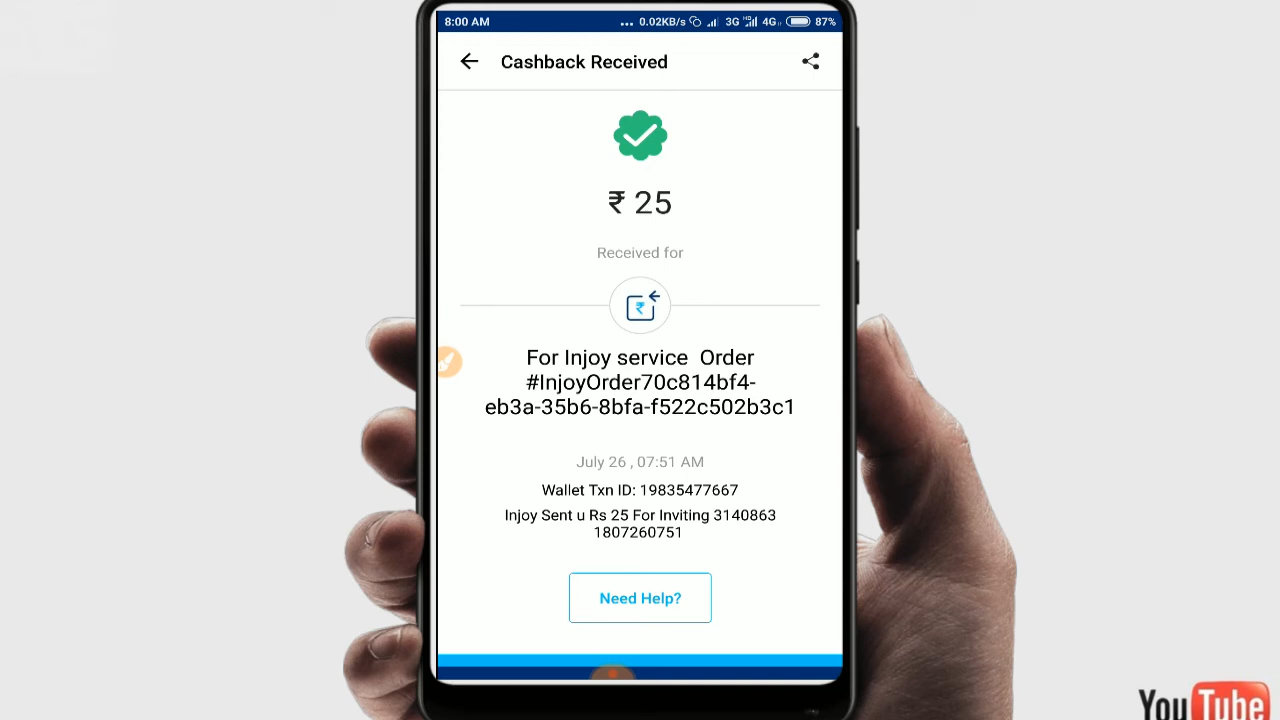 8:00 AM ... 0.02KB/s 3G HD 4G 87%
Cashback Received
₹ 25
Received for
₹
For Injoy service Order
#InjoyOrder70c814bf4-
eb3a-35b6-8bfa-f522c502b3c1
July 26 , 07:51 AM
Wallet Txn ID: 19835477667
Injoy Sent u Rs 25 For Inviting 3140863
1807260751
Need Help?
YouTube